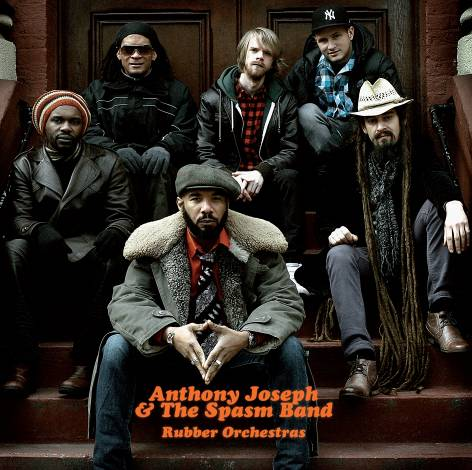 NY
Anthony Joseph
& The Spasm Band
Rubber Orchestras